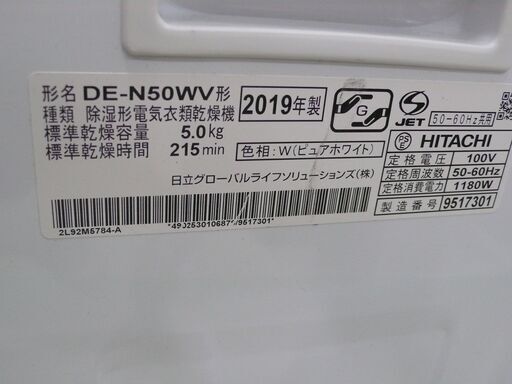 形名 DE-N50WV形
種類 除湿形電気衣類乾燥機
標準乾燥容量 5.0kg
標準乾燥時間 215min
2019年製
色相:W(ピュアホワイト)
G
S
JET
50-60Hz共用
PSE
HITACHI
定格電圧 100V
定格周波数 50-60Hz
定格消費電力 1180W
製造番号 9517301
日立グローバルライフソリューションズ(株)
2L92M5784-A